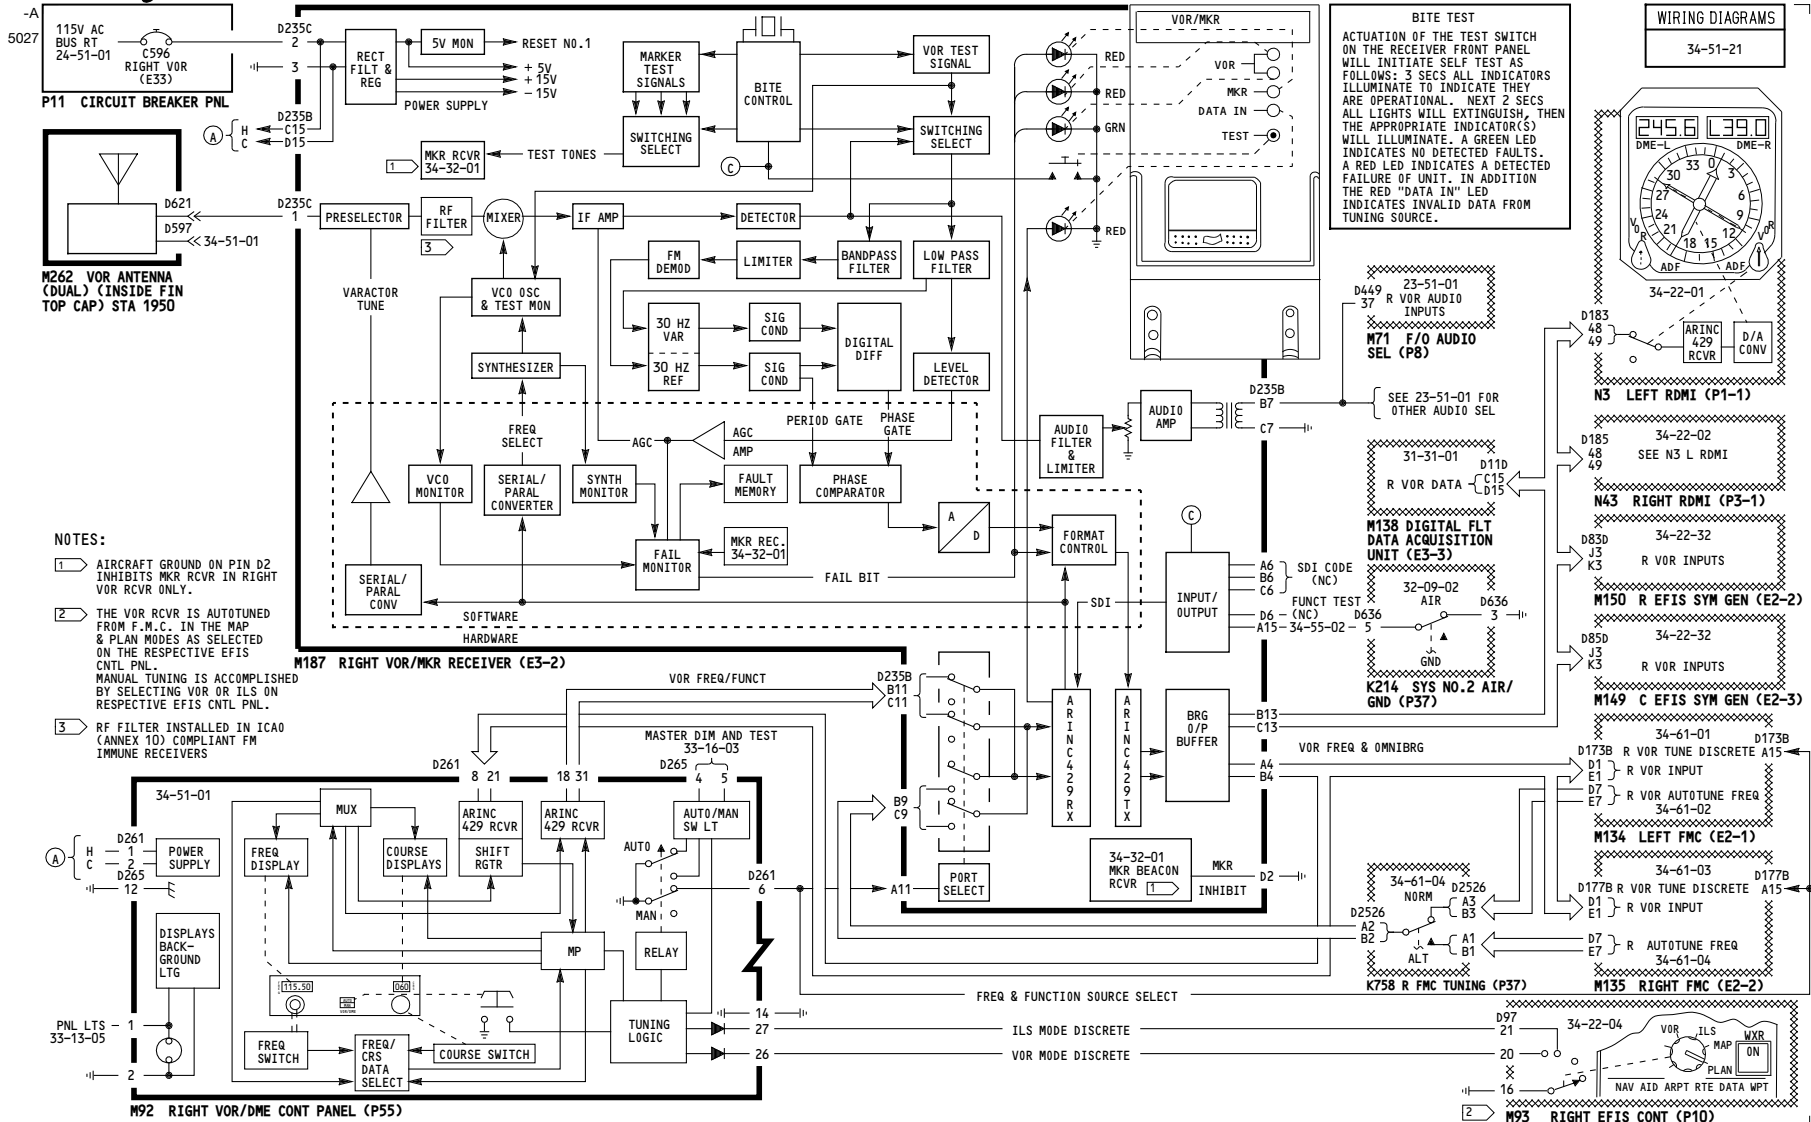 -A
5027
115V AC
BUS RT
24-51-01
C596
RIGHT VOR
(E33)
P11 CIRCUIT BREAKER PNL
D235C
2
3
D235B
C15
D15
A
H
C
RECT
FILT &
REG
5V MON
RESET NO.1
+ 5V
+ 15V
- 15V
POWER SUPPLY
MARKER
TEST
SIGNALS
BITE
CONTROL
VOR TEST
SIGNAL
SWITCHING
SELECT
SWITCHING
SELECT
1
MKR RCVR
34-32-01
TEST TONES
C
RED
RED
GRN
RED
VOR/MKR
VOR
MKR
DATA IN
TEST
BITE TEST
ACTUATION OF THE TEST SWITCH
ON THE RECEIVER FRONT PANEL
WILL INITIATE SELF TEST AS
FOLLOWS: 3 SECS ALL INDICATORS
ILLUMINATE TO INDICATE THEY
ARE OPERATIONAL. NEXT 2 SECS
ALL LIGHTS WILL EXTINGUISH, THEN
THE APPROPRIATE INDICATOR(S)
WILL ILLUMINATE. A GREEN LED
INDICATES NO DETECTED FAULTS.
A RED LED INDICATES A DETECTED
FAILURE OF UNIT. IN ADDITION
THE RED "DATA IN" LED
INDICATES INVALID DATA FROM
TUNING SOURCE.
WIRING DIAGRAMS
34-51-21
245.6
L39.0
DME-L
DME-R
0
3
6
9
12
15
18
21
24
27
30
33
VOR
VOR
ADF
ADF
34-22-01
D183
48
49
ARINC
429
RCVR
D/A
CONV
N3 LEFT RDMI (P1-1)
D621
D597
34-51-01
M262 VOR ANTENNA
(DUAL) (INSIDE FIN
TOP CAP) STA 1950
D235C
1
PRESELECTOR
RF
FILTER
3
MIXER
IF AMP
DETECTOR
FM
DEMOD
LIMITER
BANDPASS
FILTER
LOW PASS
FILTER
VARACTOR
TUNE
VCO OSC
& TEST MON
30 HZ
VAR
30 HZ
REF
SIG
COND
SIG
COND
DIGITAL
DIFF
LEVEL
DETECTOR
SYNTHESIZER
PERIOD GATE
PHASE
GATE
FREQ
SELECT
AGC
AGC
AMP
VCO
MONITOR
SERIAL/
PARAL
CONVERTER
SYNTH
MONITOR
FAULT
MEMORY
PHASE
COMPARATOR
A
D
FORMAT
CONTROL
FAIL
MONITOR
MKR REC.
34-32-01
FAIL BIT
SERIAL/
PARAL
CONV
SOFTWARE
HARDWARE
SDI
AUDIO
FILTER
&
LIMITER
AUDIO
AMP
D235B
B7
C7
D449
37
23-51-01
R VOR AUDIO
INPUTS
M71 F/O AUDIO
SEL (P8)
SEE 23-51-01 FOR
OTHER AUDIO SEL
31-31-01
R VOR DATA
D11D
C15
D15
M138 DIGITAL FLT
DATA ACQUISITION
UNIT (E3-3)
D185
48
49
34-22-02
SEE N3 L RDMI
N43 RIGHT RDMI (P3-1)
D83D
J3
K3
34-22-32
R VOR INPUTS
M150 R EFIS SYM GEN (E2-2)
D85D
J3
K3
34-22-32
R VOR INPUTS
M149 C EFIS SYM GEN (E2-3)
C
INPUT/
OUTPUT
A6
B6
C6
SDI CODE
(NC)
FUNCT TEST
D6 (NC)
A15 34-55-02
D636
5
32-09-02
AIR
GND
D636
3
K214 SYS NO.2 AIR/
GND (P37)
NOTES:
1 AIRCRAFT GROUND ON PIN D2
INHIBITS MKR RCVR IN RIGHT
VOR RCVR ONLY.
2 THE VOR RCVR IS AUTOTUNED
FROM F.M.C. IN THE MAP
& PLAN MODES AS SELECTED
ON THE RESPECTIVE EFIS
CNTL PNL.
MANUAL TUNING IS ACCOMPLISHED
BY SELECTING VOR OR ILS ON
RESPECTIVE EFIS CNTL PNL.
3 RF FILTER INSTALLED IN ICAO
(ANNEX 10) COMPLIANT FM
IMMUNE RECEIVERS
M187 RIGHT VOR/MKR RECEIVER (E3-2)
VOR FREQ/FUNCT
D235B
B11
C11
B9
C9
ARINC429RX
ARINC429TX
BRG
O/P
BUFFER
B13
C13
A4
B4
VOR FREQ & OMNIBRG
PORT
SELECT
A11
34-32-01
MKR BEACON
RCVR
1
MKR
INHIBIT
D2
34-61-01
R VOR TUNE DISCRETE
D173B
A15
D173B
D1
E1
R VOR INPUT
D7
E7
R VOR AUTOTUNE FREQ
34-61-02
M134 LEFT FMC (E2-1)
34-61-03
R VOR TUNE DISCRETE
D177B
A15
D177B
D1
E1
R VOR INPUT
D7
E7
R AUTOTUNE FREQ
34-61-04
M135 RIGHT FMC (E2-2)
34-61-04
NORM
D2526
A3
B3
D2526
A2
B2
A1
B1
ALT
K758 R FMC TUNING (P37)
MASTER DIM AND TEST
33-16-03
D261
8 21
18 31
D265
4 5
34-51-01
MUX
ARINC
429 RCVR
SHIFT
RGTR
ARINC
429 RCVR
AUTO/MAN
SW LT
AUTO
MAN
D261
6
A
H
C
D261
1
2
D265
12
POWER
SUPPLY
FREQ
DISPLAY
COURSE
DISPLAYS
DISPLAYS
BACK-
GROUND
LTG
MP
RELAY
115.50
060
PNL LTS
33-13-05
1
2
FREQ
SWITCH
FREQ/
CRS
DATA
SELECT
COURSE SWITCH
TUNING
LOGIC
14
27
26
FREQ & FUNCTION SOURCE SELECT
ILS MODE DISCRETE
VOR MODE DISCRETE
D97
21
20
16
34-22-04
VOR
ILS
MAP
PLAN
WXR
ON
NAV AID ARPT RTE DATA WPT
M92 RIGHT VOR/DME CONT PANEL (P55)
2
M93 RIGHT EFIS CONT (P10)